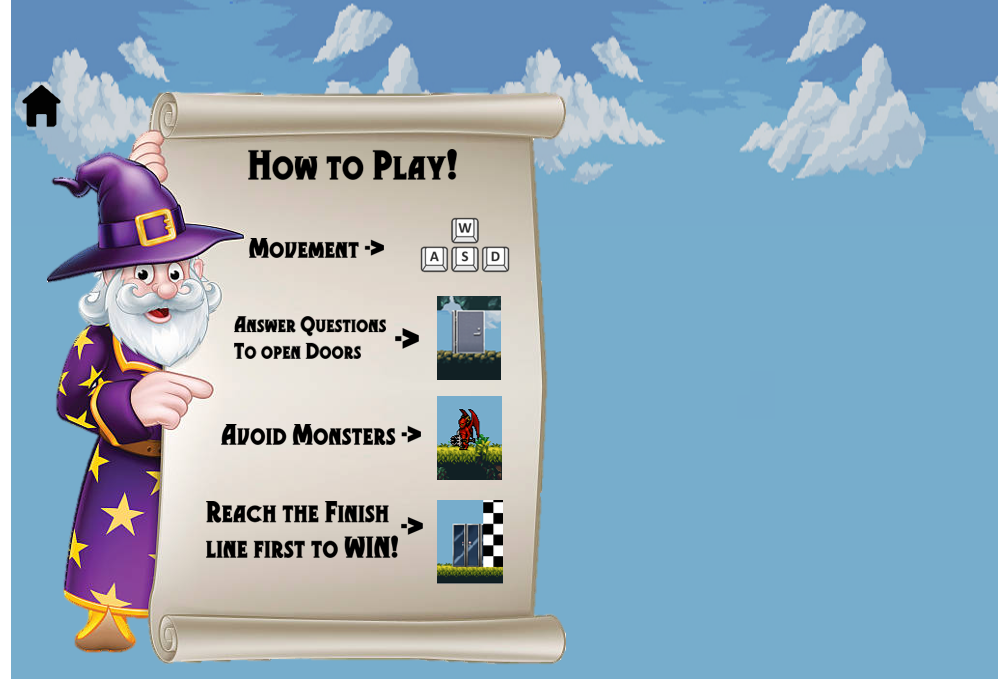 How to Play!
Movement ->
W
A S D
Answer Questions
To open Doors
->
Avoid Monsters ->
Reach the Finish
line first to WIN!
->